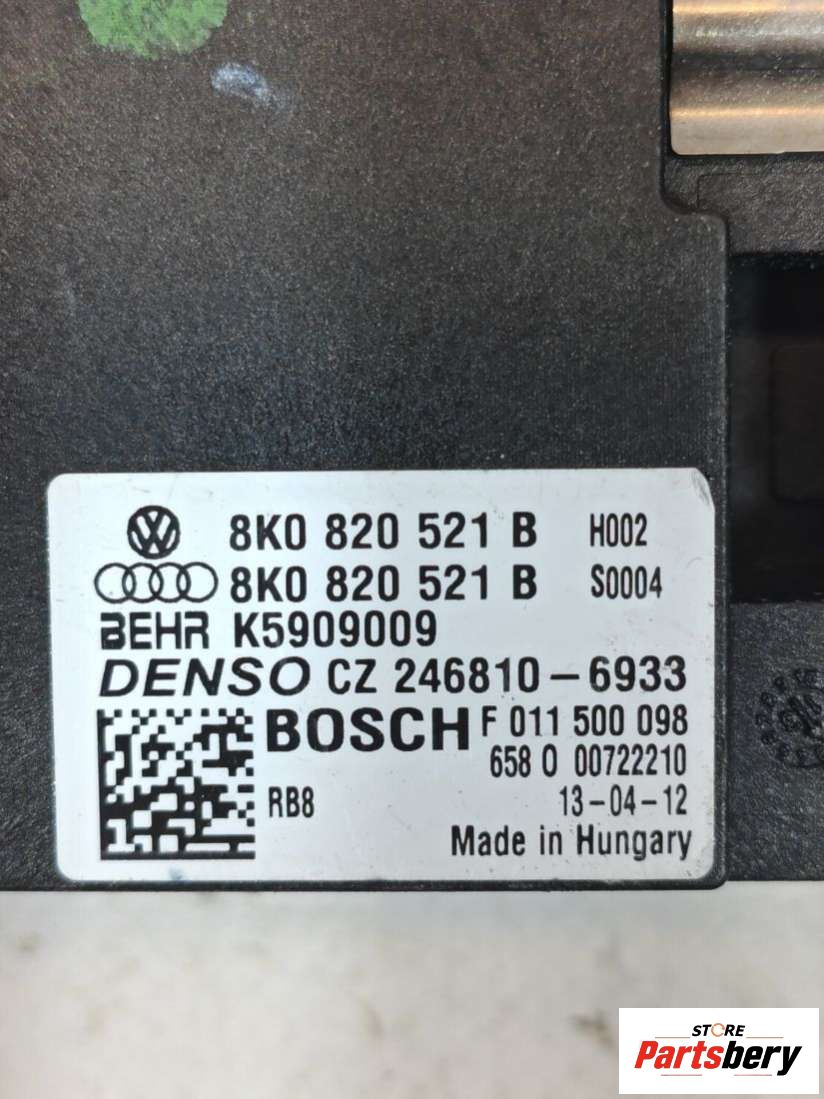 8K0 820 521 B H002
8K0 820 521 B S0004
BEHR K5909009
DENSO CZ 246810-6933
BOSCH F 011 500 098
658 0 00722210
RB8 13-04-12
Made in Hungary
STORE
Partsbery